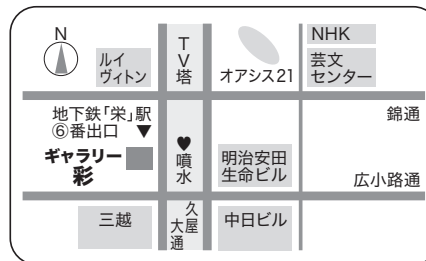 N
ルイ
ヴィトン
TV塔
オアシス21
NHK
芸文
センター
地下鉄「栄」駅
⑥番出口 ▼
ギャラリー
彩
♥
噴水
明治安田
生命ビル
錦通
広小路通
三越
久屋
大通
中日ビル